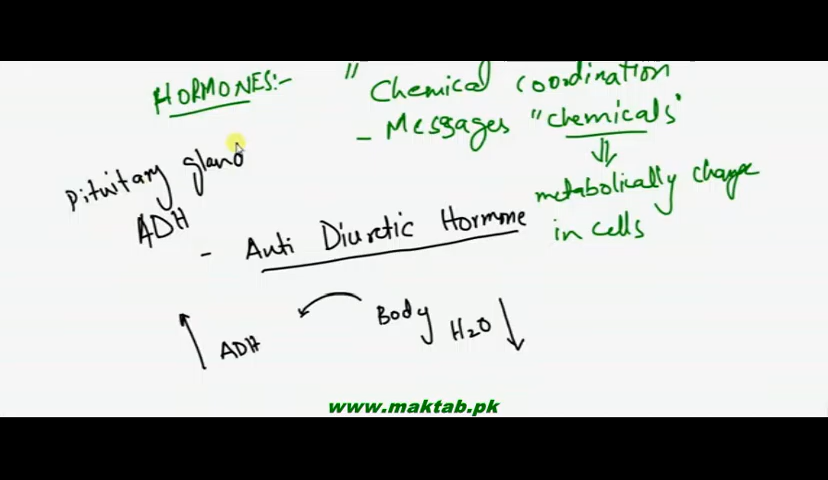 HORMONES:-
" Chemical coordination
- Messages "chemicals"
⇓
metabolically change
in cells
Pituitary gland
ADH
- Anti Diuretic Hormone
↑ ADH ← Body H₂O ↓
www.maktab.pk